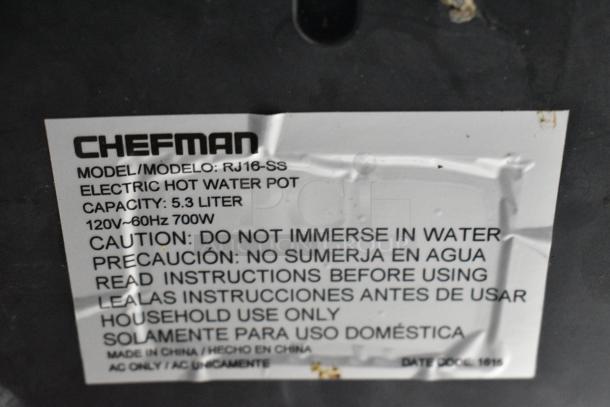 CHEFMAN
MODEL/MODELO: RJ16-SS
ELECTRIC HOT WATER POT
CAPACITY: 5.3 LITER
120V~60Hz 700W
CAUTION: DO NOT IMMERSE IN WATER
PRECAUCIÓN: NO SUMERJA EN AGUA
READ INSTRUCTIONS BEFORE USING
LEALAS INSTRUCCIONES ANTES DE USAR
HOUSEHOLD USE ONLY
SOLAMENTE PARA USO DOMÉSTICA
MADE IN CHINA / HECHO EN CHINA
AC ONLY / AC UNICAMENTE DATE CODE: 1616